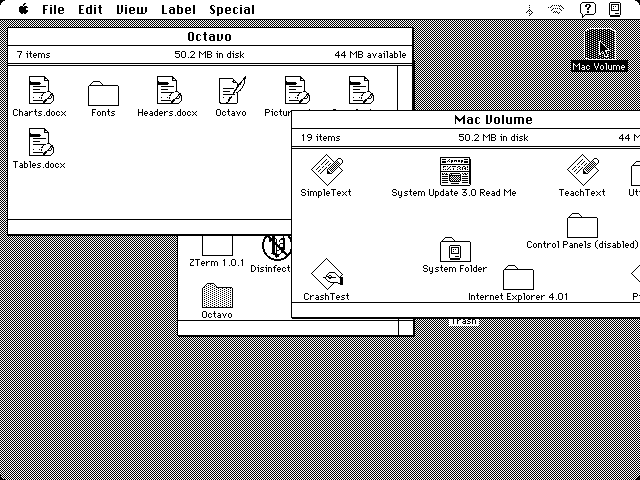 File Edit View Label Special
Octavo
7 items 50.2 MB in disk 44 MB available
Charts.docx Fonts Headers.docx Octavo
Tables.docx
Mac Volume
Mac Volume
19 items 50.2 MB in disk 44 M
SimpleText System Update 3.0 Read Me TeachText
Control Panels (disabled)
System Folder
CrashTest Internet Explorer 4.01
ZTerm 1.0.1
Octavo
Trash